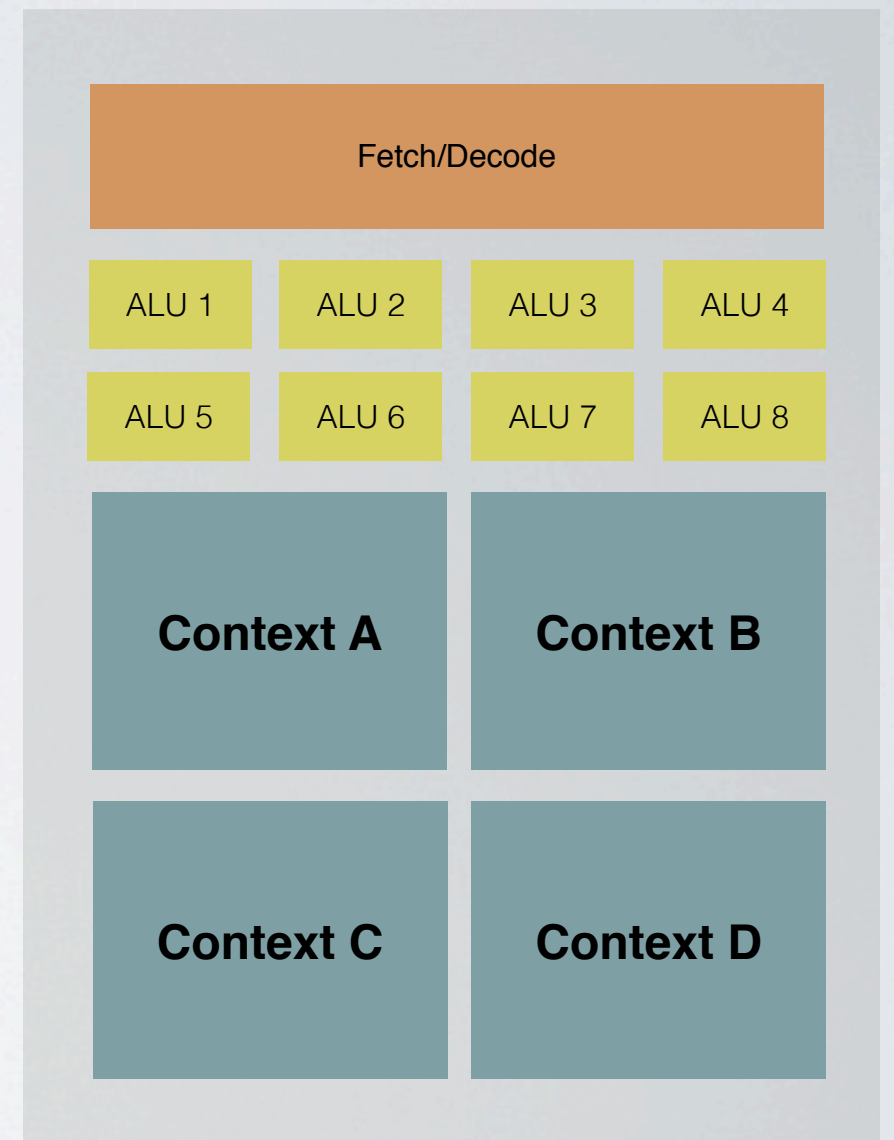 Fetch/Decode
ALU 1 ALU 2 ALU 3 ALU 4
ALU 5 ALU 6 ALU 7 ALU 8
Context A Context B
Context C Context D